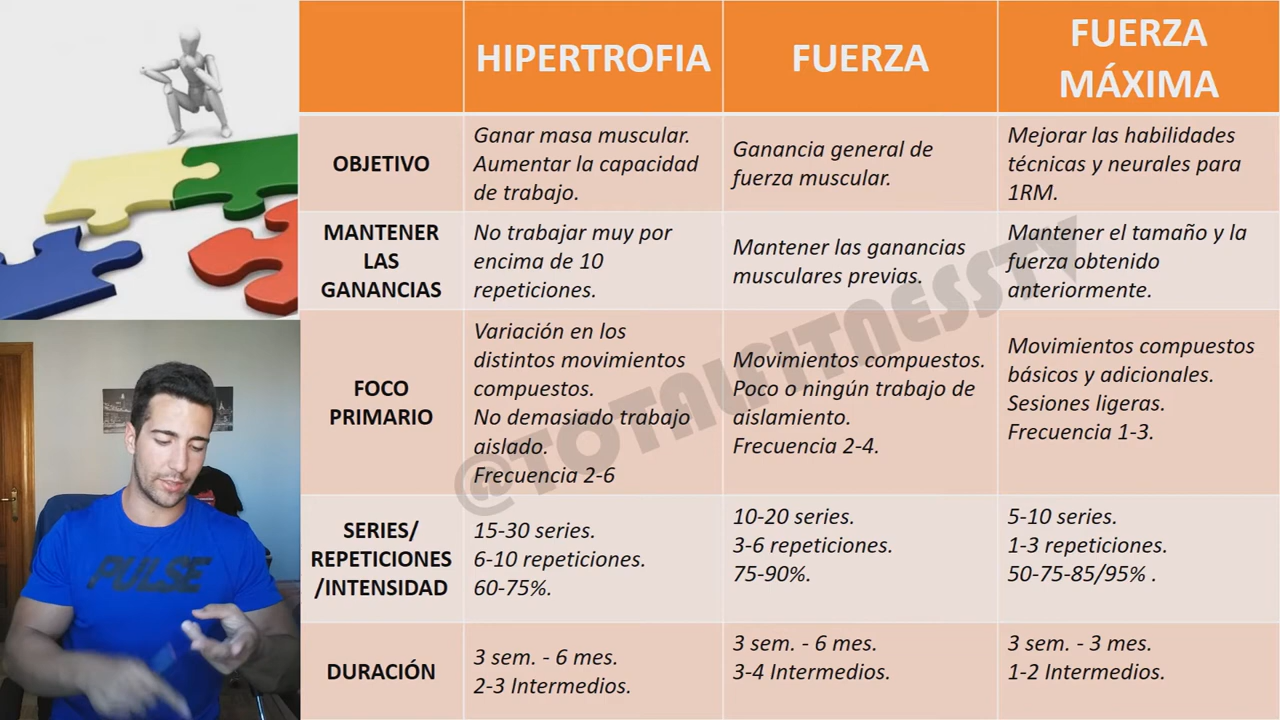 HIPERTROFIA
FUERZA
FUERZA
MÁXIMA
OBJETIVO
Ganar masa muscular.
Aumentar la capacidad
de trabajo.
Ganancia general de
fuerza muscular.
Mejorar las habilidades
técnicas y neurales para
1RM.
MANTENER
LAS
GANANCIAS
No trabajar muy por
encima de 10
repeticiones.
Mantener las ganancias
musculares previas.
Mantener el tamaño y la
fuerza obtenido
anteriormente.
FOCO
PRIMARIO
Variación en los
distintos movimientos
compuestos.
No demasiado trabajo
aislado.
Frecuencia 2-6
Movimientos compuestos.
Poco o ningún trabajo de
aislamiento.
Frecuencia 2-4.
Movimientos compuestos
básicos y adicionales.
Sesiones ligeras.
Frecuencia 1-3.
SERIES/
REPETICIONES
/INTENSIDAD
15-30 series.
6-10 repeticiones.
60-75%.
10-20 series.
3-6 repeticiones.
75-90%.
5-10 series.
1-3 repeticiones.
50-75-85/95% .
DURACIÓN
3 sem. - 6 mes.
2-3 Intermedios.
3 sem. - 6 mes.
3-4 Intermedios.
3 sem. - 3 mes.
1-2 Intermedios.
@TOTALFITNESSTV
PULSE